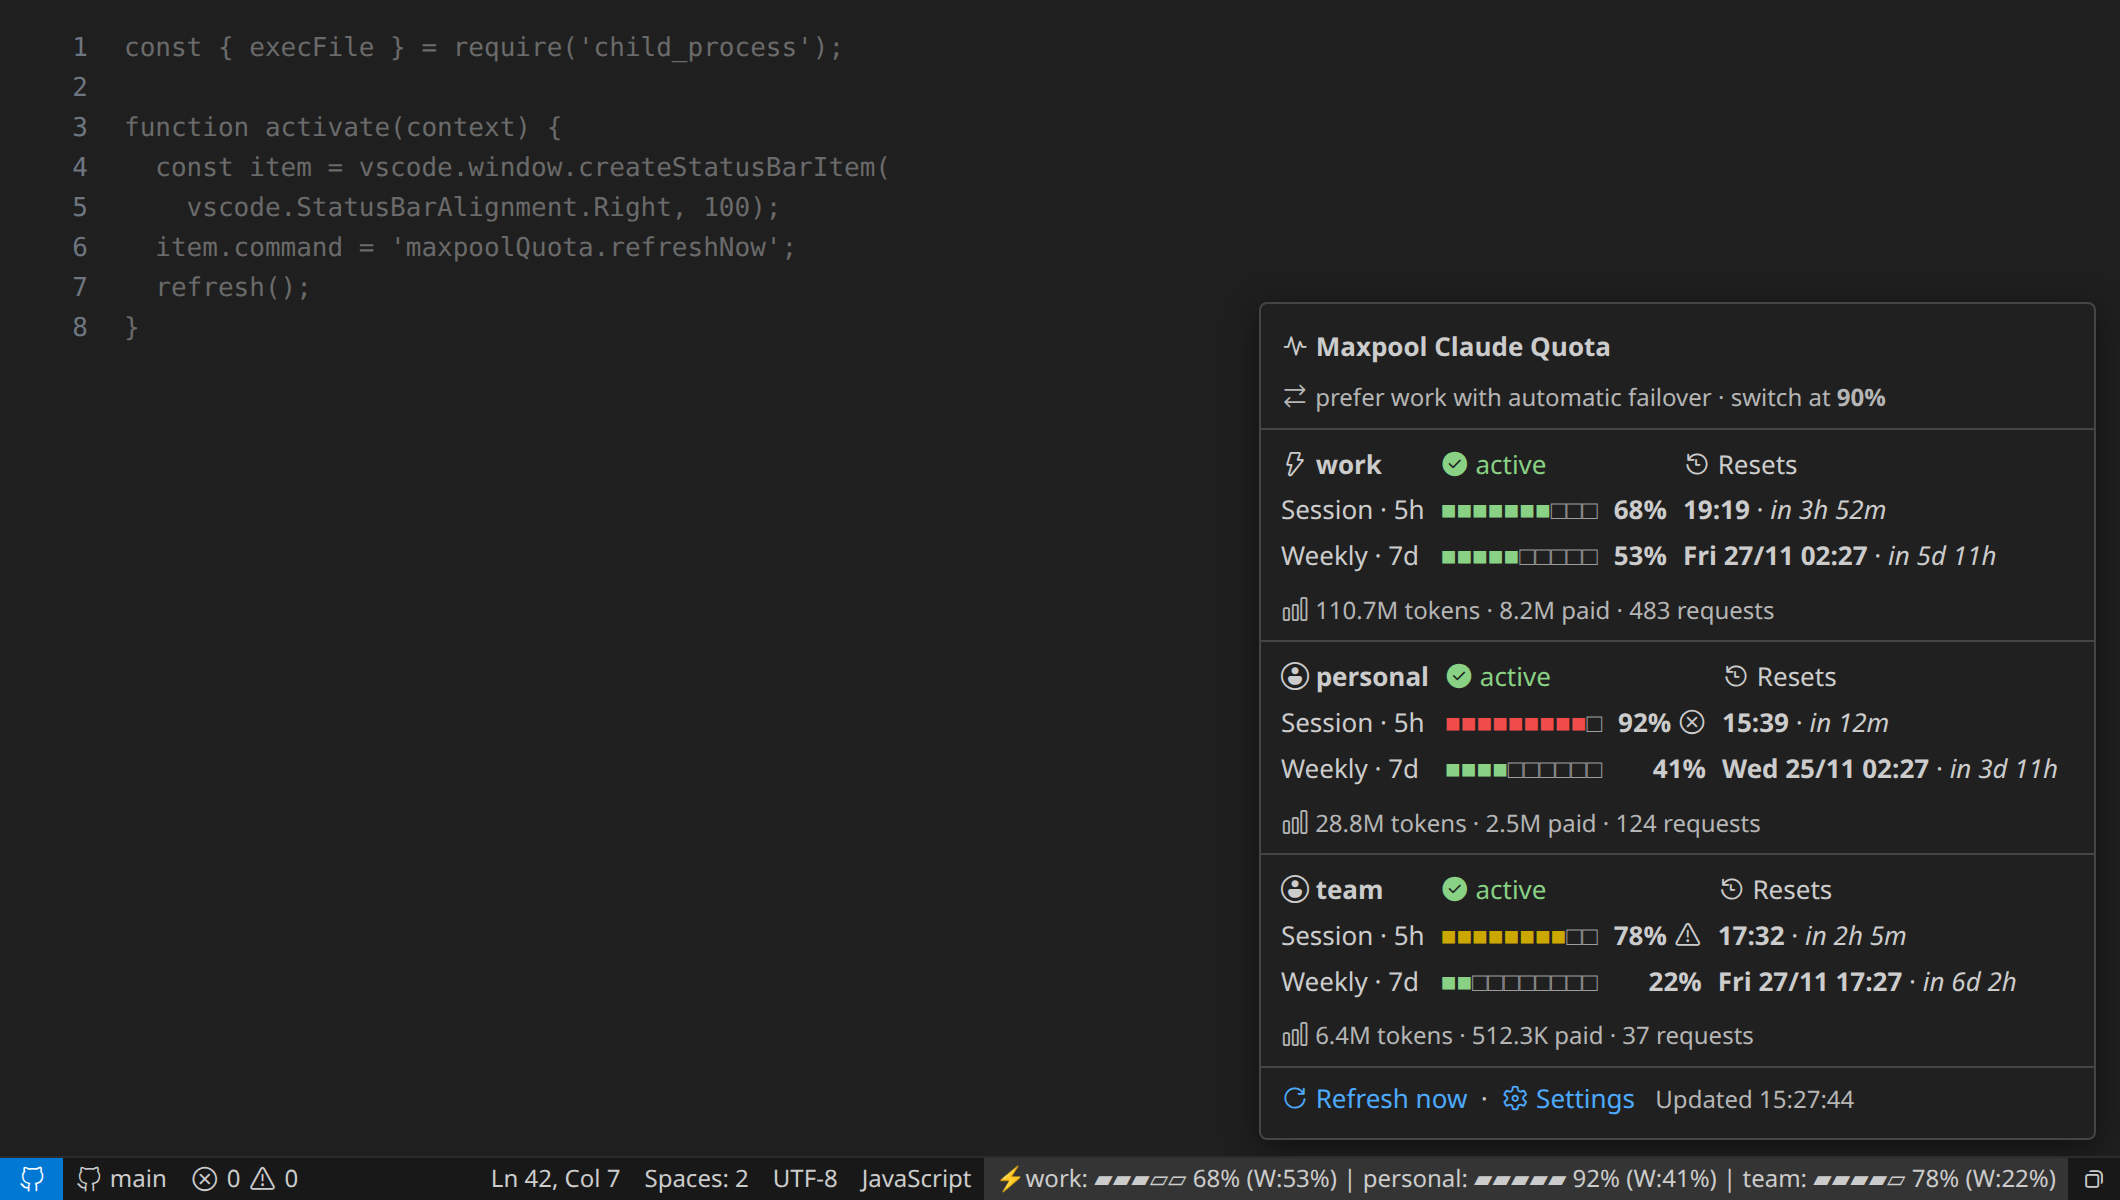 1 const { execFile } = require('child_process');
2
3 function activate(context) {
4 const item = vscode.window.createStatusBarItem(
5 vscode.StatusBarAlignment.Right, 100);
6 item.command = 'maxpoolQuota.refreshNow';
7 refresh();
8 }
Maxpool Claude Quota
prefer work with automatic failover · switch at 90%
work active Resets
Session · 5h ■■■■■■■□□□ 68% 19:19 · in 3h 52m
Weekly · 7d ■■■■■□□□□□ 53% Fri 27/11 02:27 · in 5d 11h
110.7M tokens · 8.2M paid · 483 requests
personal active Resets
Session · 5h ■■■■■■■■■□ 92% 15:39 · in 12m
Weekly · 7d ■■■■□□□□□□ 41% Wed 25/11 02:27 · in 3d 11h
28.8M tokens · 2.5M paid · 124 requests
team active Resets
Session · 5h ■■■■■■■■□□ 78% 17:32 · in 2h 5m
Weekly · 7d ■■□□□□□□□□ 22% Fri 27/11 17:27 · in 6d 2h
6.4M tokens · 512.3K paid · 37 requests
Refresh now · Settings Updated 15:27:44
main 0 0 Ln 42, Col 7 Spaces: 2 UTF-8 JavaScript ⚡work: ▰▰▰▱▱ 68% (W:53%) | personal: ▰▰▰▰▰ 92% (W:41%) | team: ▰▰▰▰▱ 78% (W:22%)